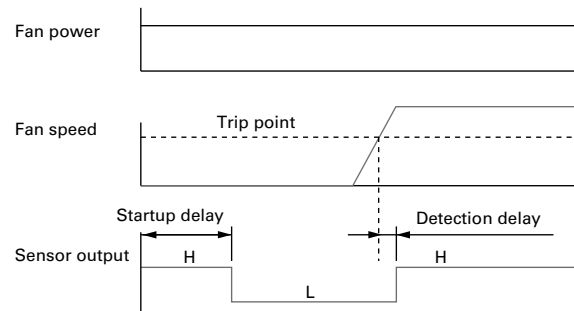 Fan power
Fan speed
Trip point
Startup delay
Detection delay
Sensor output
H
L
H